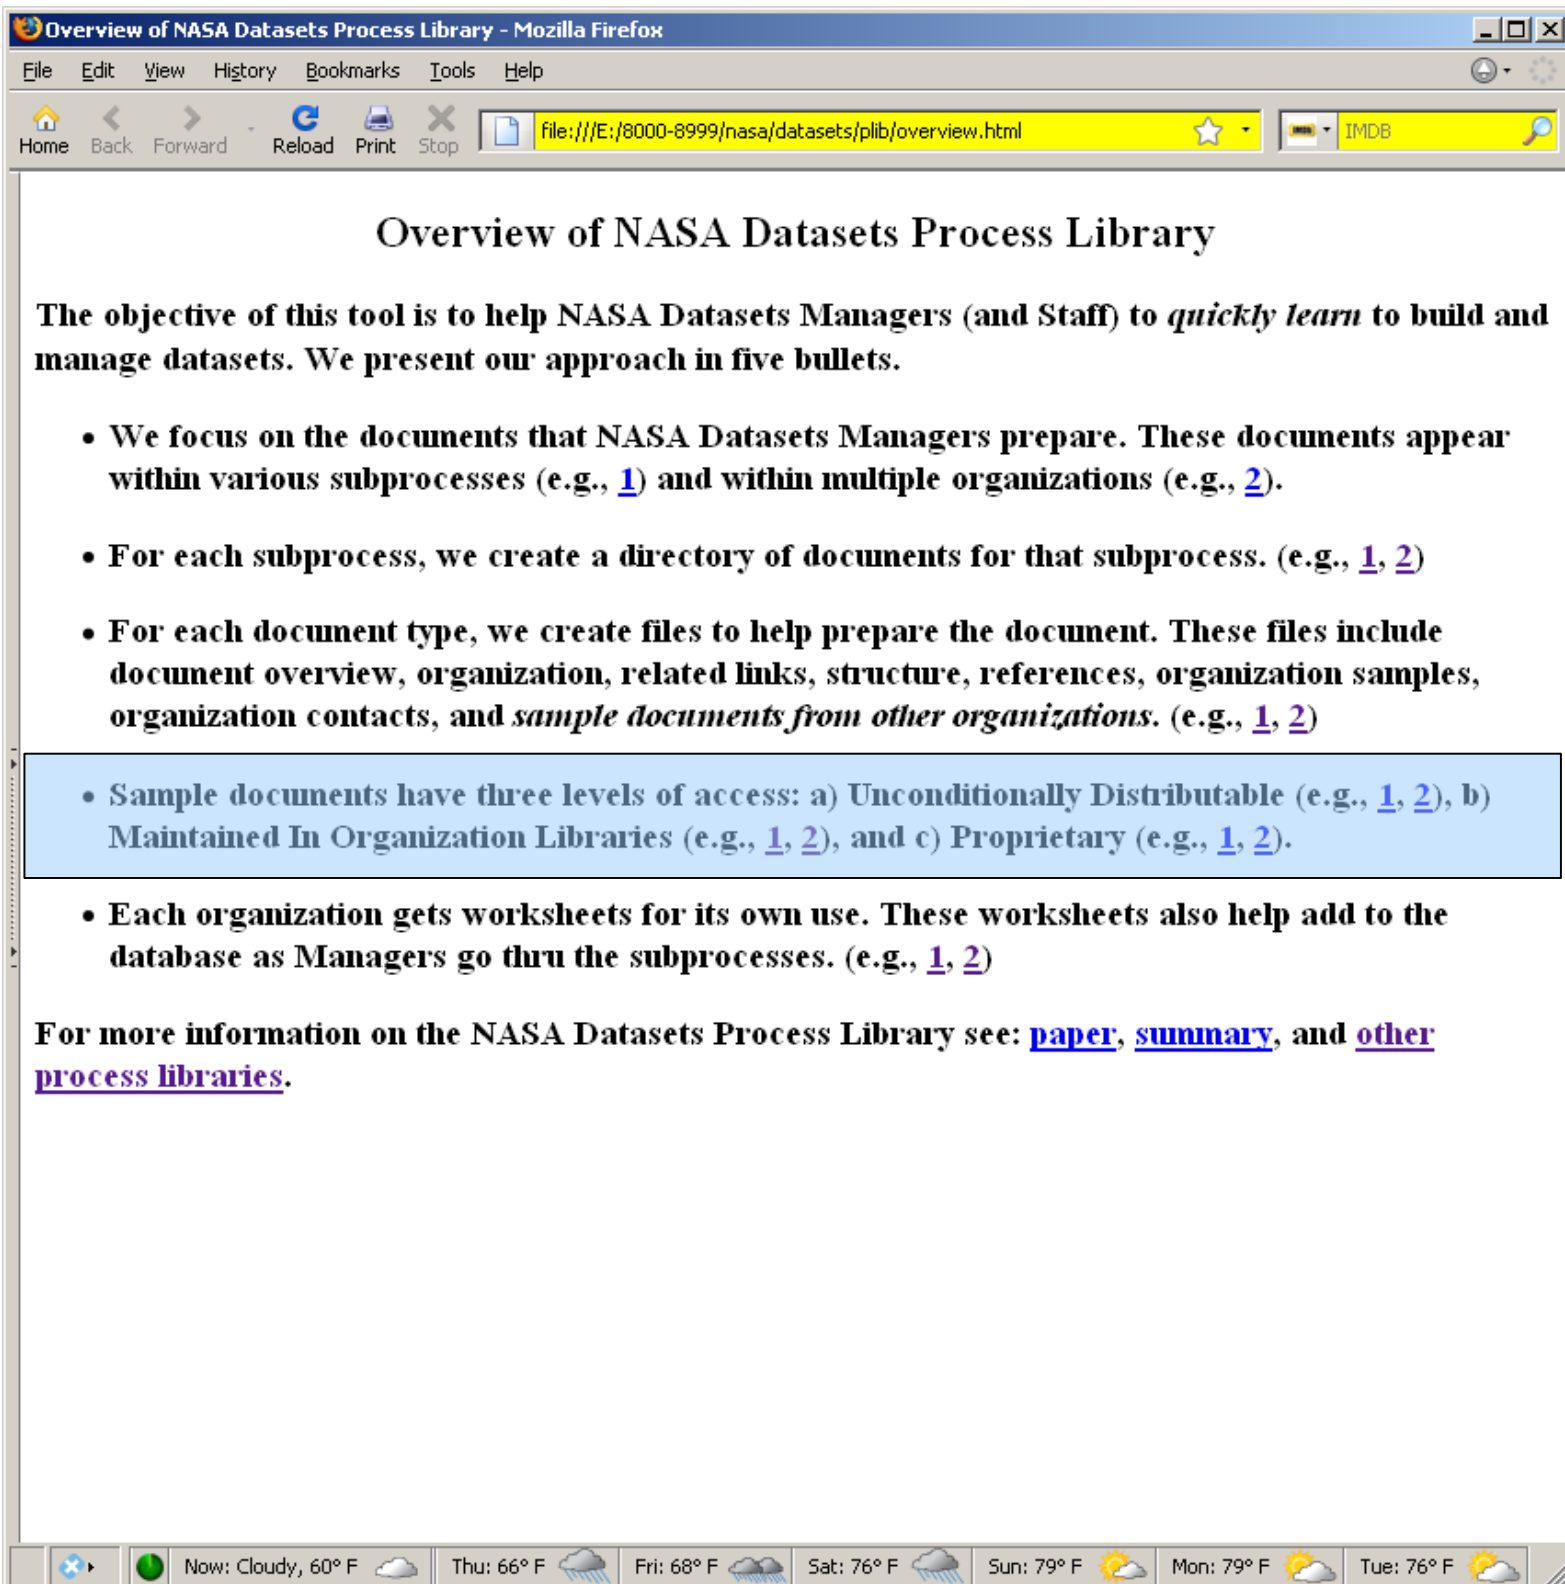 Overview of NASA Datasets Process Library - Mozilla Firefox
File Edit View History Bookmarks Tools Help
Home Back Forward Reload Print Stop file:///E:/8000-8999/nasa/datasets/plib/overview.html IMDB IMDB
Overview of NASA Datasets Process Library
The objective of this tool is to help NASA Datasets Managers (and Staff) to quickly learn to build and
manage datasets. We present our approach in five bullets.
• We focus on the documents that NASA Datasets Managers prepare. These documents appear
within various subprocesses (e.g., 1) and within multiple organizations (e.g., 2).
• For each subprocess, we create a directory of documents for that subprocess. (e.g., 1, 2)
• For each document type, we create files to help prepare the document. These files include
document overview, organization, related links, structure, references, organization samples,
organization contacts, and sample documents from other organizations. (e.g., 1, 2)
• Sample documents have three levels of access: a) Unconditionally Distributable (e.g., 1, 2), b)
Maintained In Organization Libraries (e.g., 1, 2), and c) Proprietary (e.g., 1, 2).
• Each organization gets worksheets for its own use. These worksheets also help add to the
database as Managers go thru the subprocesses. (e.g., 1, 2)
For more information on the NASA Datasets Process Library see: paper, summary, and other
process libraries.
Now: Cloudy, 60° F Thu: 66° F Fri: 68° F Sat: 76° F Sun: 79° F Mon: 79° F Tue: 76° F